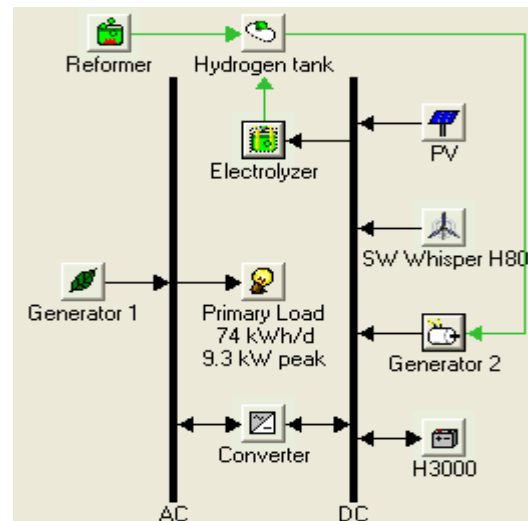 Reformer
Hydrogen tank
Electrolyzer
PV
SW Whisper H80
Generator 1
Primary Load
74 kWh/d
9.3 kW peak
Generator 2
Converter
H3000
AC
DC